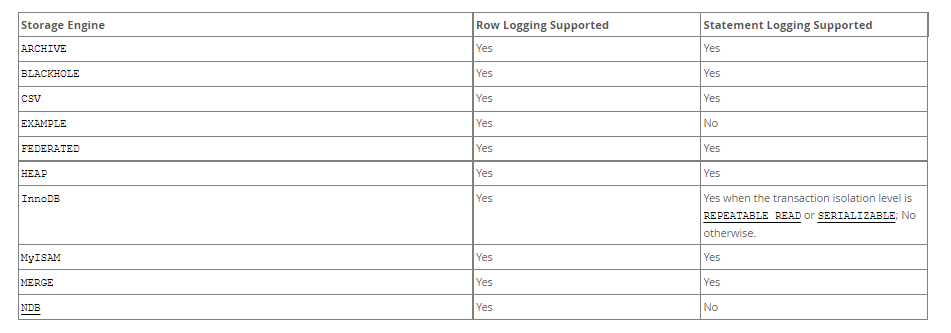 Storage Engine Row Logging Supported Statement Logging Supported
ARCHIVE Yes Yes
BLACKHOLE Yes Yes
CSV Yes Yes
EXAMPLE Yes No
FEDERATED Yes Yes
HEAP Yes Yes
InnoDB Yes Yes when the transaction isolation level is
REPEATABLE READ or SERIALIZABLE; No
otherwise.
MyISAM Yes Yes
MERGE Yes Yes
NDB Yes No